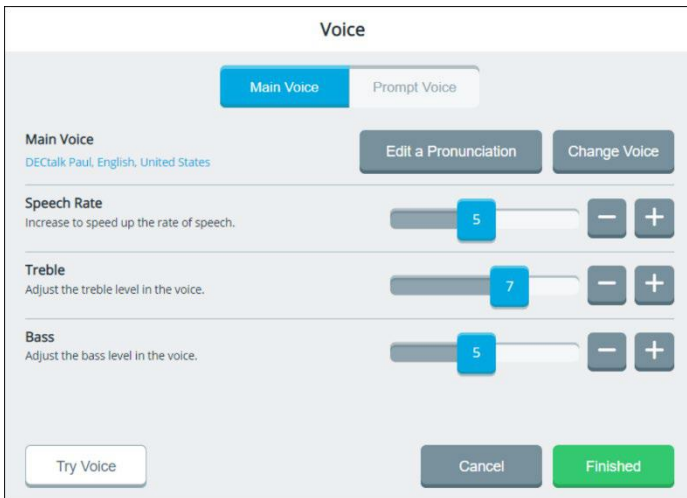 Voice
Main Voice
Prompt Voice
Main Voice
DECtalk Paul, English, United States
Edit a Pronunciation
Change Voice
Speech Rate
Increase to speed up the rate of speech.
5
Treble
Adjust the treble level in the voice.
7
Bass
Adjust the bass level in the voice.
5
Try Voice
Cancel
Finished